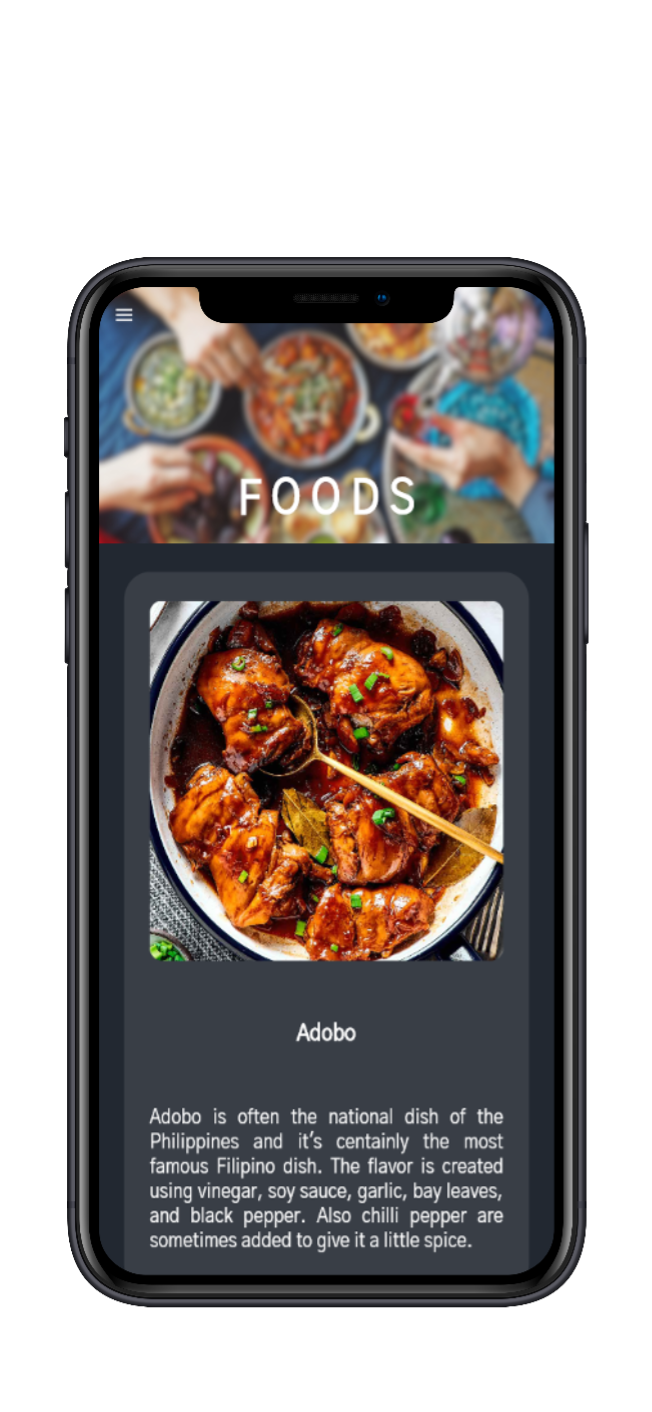 FOODS
Adobo
Adobo is often the national dish of the
Philippines and it's centainly the most
famous Filipino dish. The flavor is created
using vinegar, soy sauce, garlic, bay leaves,
and black pepper. Also chilli pepper are
sometimes added to give it a little spice.